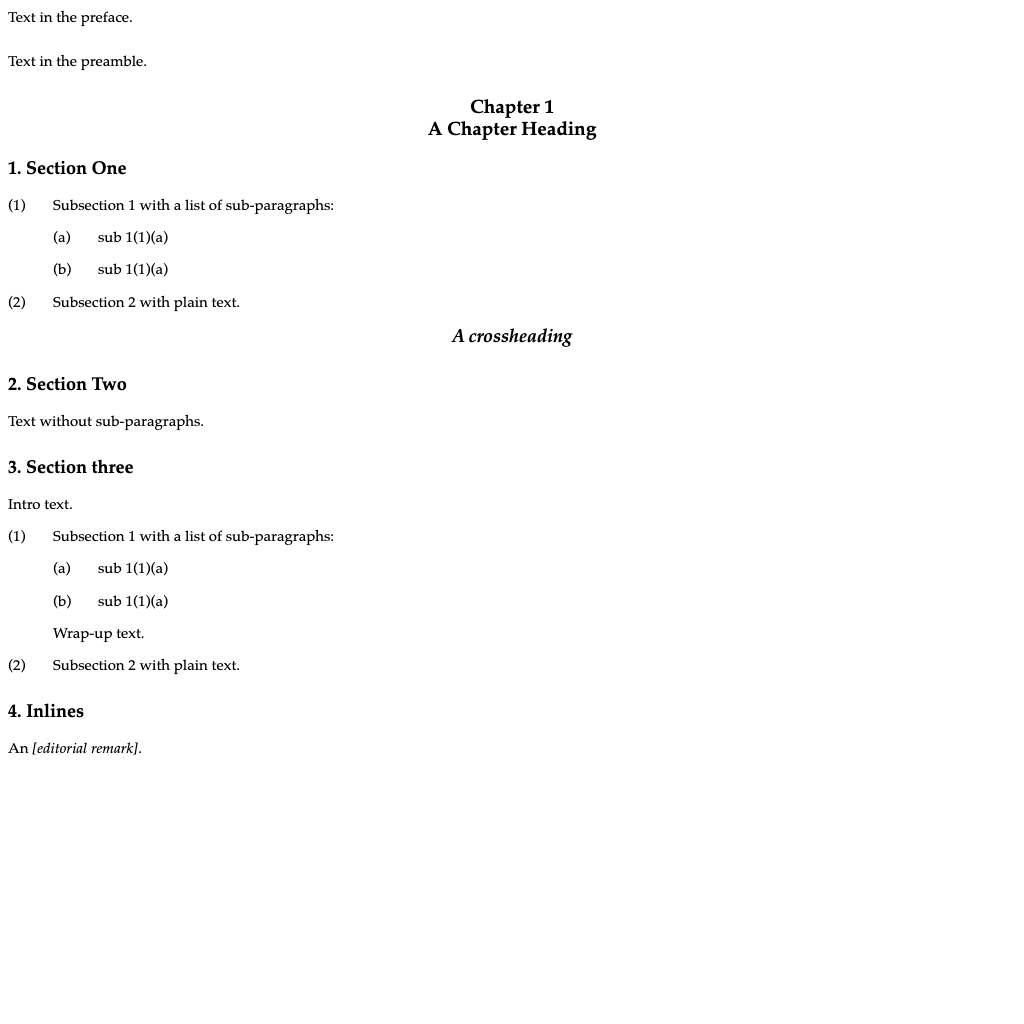 Text in the preface.
Text in the preamble.
Chapter 1
A Chapter Heading
1. Section One
(1) Subsection 1 with a list of sub-paragraphs:
(a) sub 1(1)(a)
(b) sub 1(1)(a)
(2) Subsection 2 with plain text.
A crossheading
2. Section Two
Text without sub-paragraphs.
3. Section three
Intro text.
(1) Subsection 1 with a list of sub-paragraphs:
(a) sub 1(1)(a)
(b) sub 1(1)(a)
Wrap-up text.
(2) Subsection 2 with plain text.
4. Inlines
An [editorial remark].